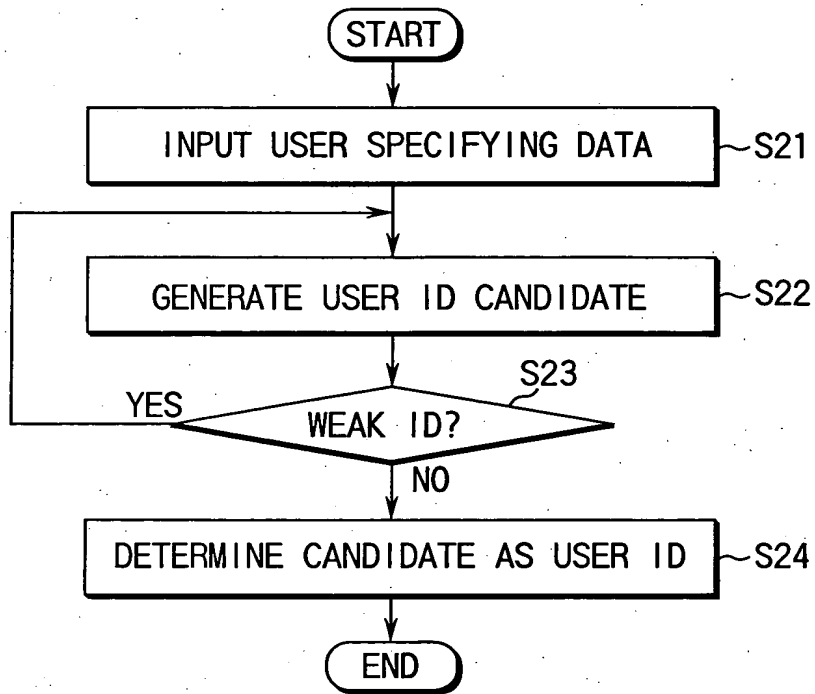 START
INPUT USER SPECIFYING DATA
S21
GENERATE USER ID CANDIDATE
S22
S23
YES
WEAK ID?
NO
DETERMINE CANDIDATE AS USER ID
S24
END